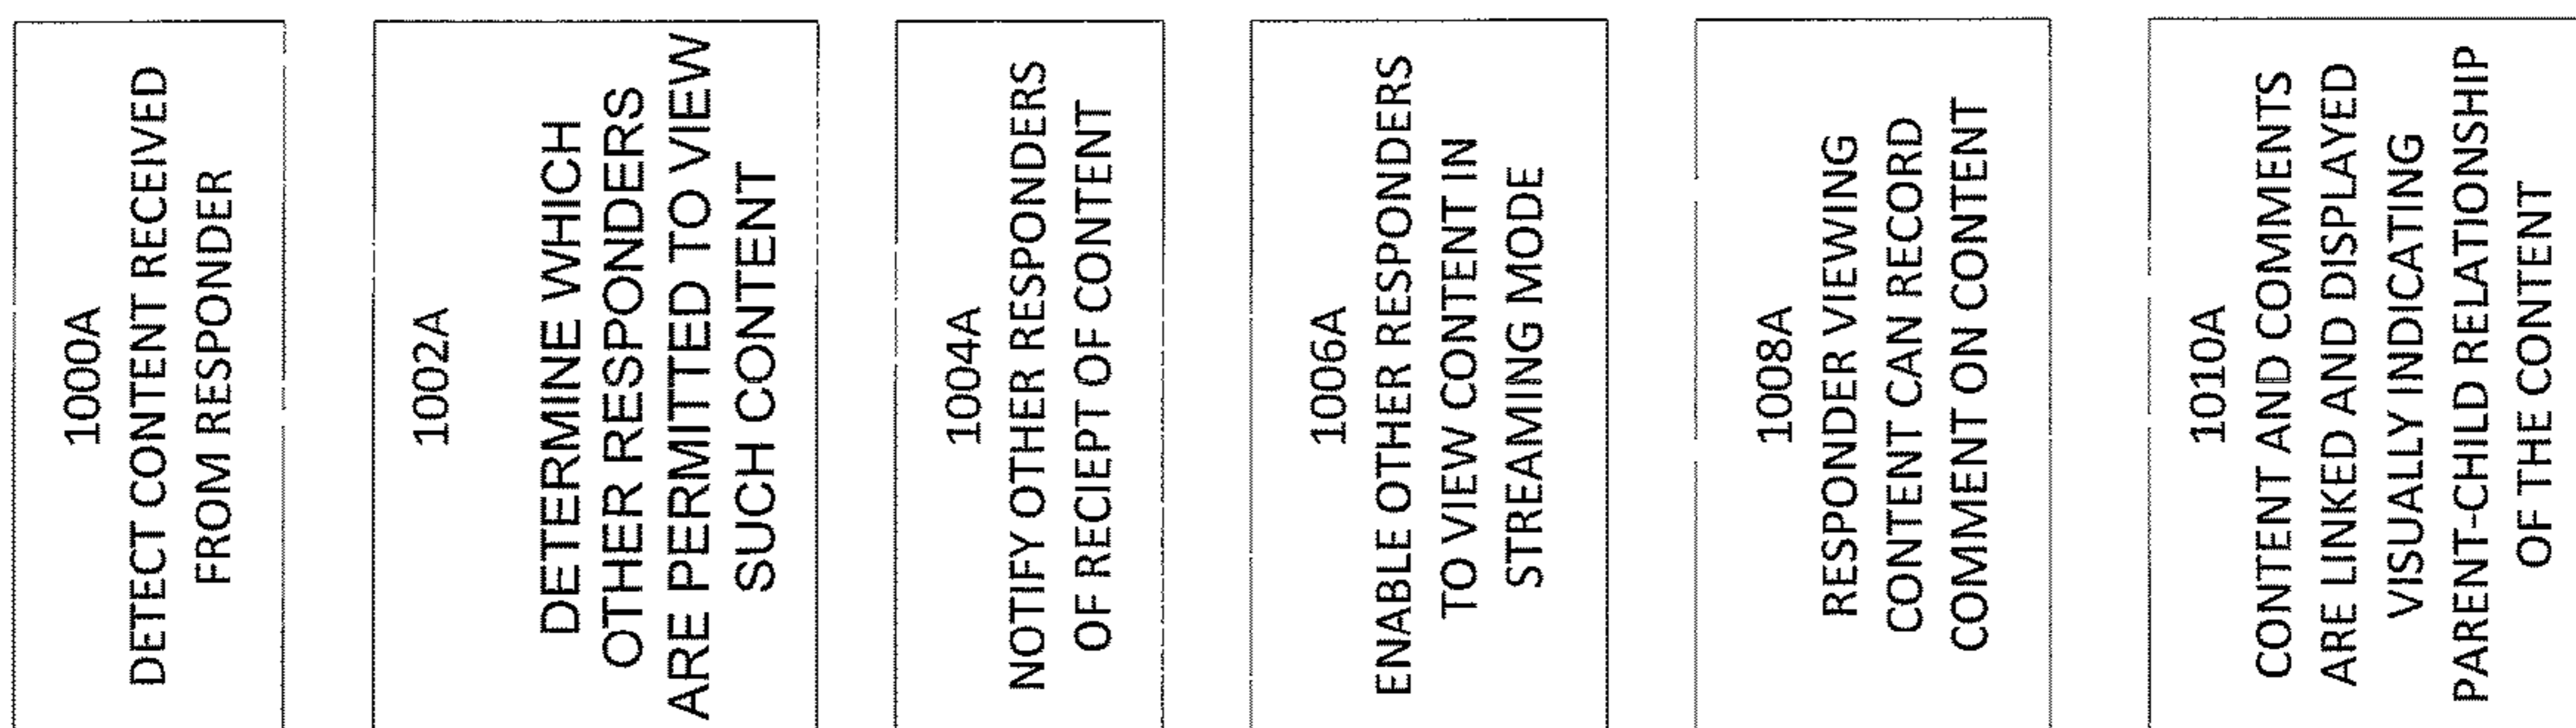 1000A
DETECT CONTENT RECEIVED
FROM RESPONDER
1002A
DETERMINE WHICH
OTHER RESPONDERS
ARE PERMITTED TO VIEW
SUCH CONTENT
1004A
NOTIFY OTHER RESPONDERS
OF RECIEPT OF CONTENT
1006A
ENABLE OTHER RESPONDERS
TO VIEW CONTENT IN
STREAMING MODE
1008A
RESPONDER VIEWING
CONTENT CAN RECORD
COMMENT ON CONTENT
1010A
CONTENT AND COMMENTS
ARE LINKED AND DISPLAYED
VISUALLY INDICATING
PARENT-CHILD RELATIONSHIP
OF THE CONTENT